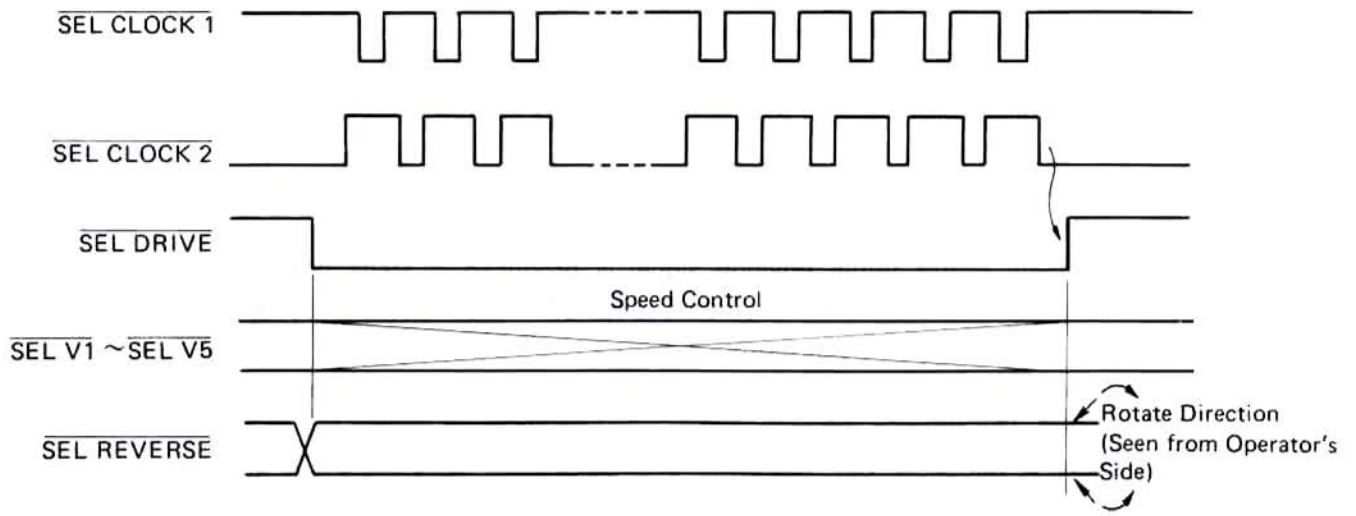 SEL CLOCK 1
SEL CLOCK 2
SEL DRIVE
Speed Control
SEL V1 ~ SEL V5
SEL REVERSE
Rotate Direction
(Seen from Operator's
Side)